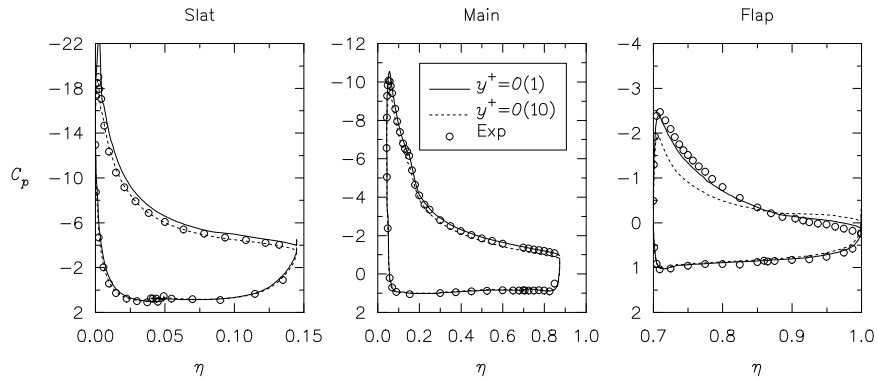 Slat
Main
Flap
-22
-18
-14
-10
-6
-2
2
C_p
0.00 0.05 0.10 0.15
η
-12
-10
-8
-6
-4
-2
0
2
y⁺=O(1)
y⁺=O(10)
Exp
0.0 0.2 0.4 0.6 0.8 1.0
η
-4
-3
-2
-1
0
1
2
0.7 0.8 0.9 1.0
η